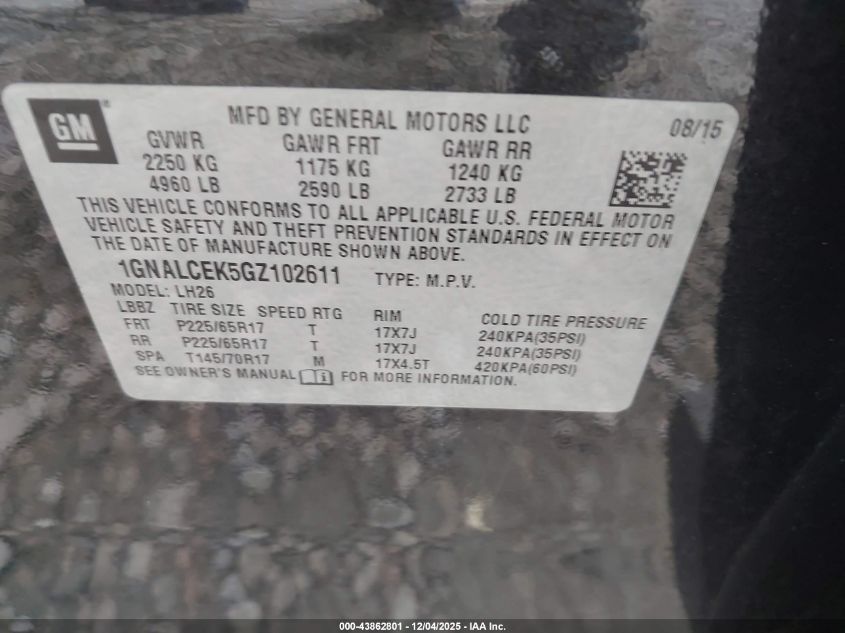 GM
MFD BY GENERAL MOTORS LLC
08/15
GVWR GAWR FRT GAWR RR
2250 KG 1175 KG 1240 KG
4960 LB 2590 LB 2733 LB
THIS VEHICLE CONFORMS TO ALL APPLICABLE U.S. FEDERAL MOTOR
VEHICLE SAFETY AND THEFT PREVENTION STANDARDS IN EFFECT ON
THE DATE OF MANUFACTURE SHOWN ABOVE.
1GNALCEK5GZ102611 TYPE: M.P.V.
MODEL: LH26
LBBZ TIRE SIZE SPEED RTG RIM COLD TIRE PRESSURE
FRT P225/65R17 T 17X7J 240KPA(35PSI)
RR P225/65R17 T 17X7J 240KPA(35PSI)
SPA T145/70R17 M 17X4.5T 420KPA(60PSI)
SEE OWNER'S MANUAL FOR MORE INFORMATION.
000-43862801 - 12/04/2025 - IAA Inc.